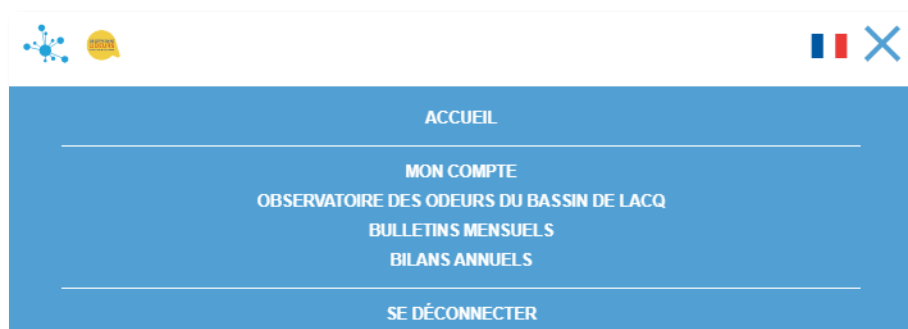 ACCUEIL
MON COMPTE
OBSERVATOIRE DES ODEURS DU BASSIN DE LACQ
BULLETINS MENSUELS
BILANS ANNUELS
SE DÉCONNECTER